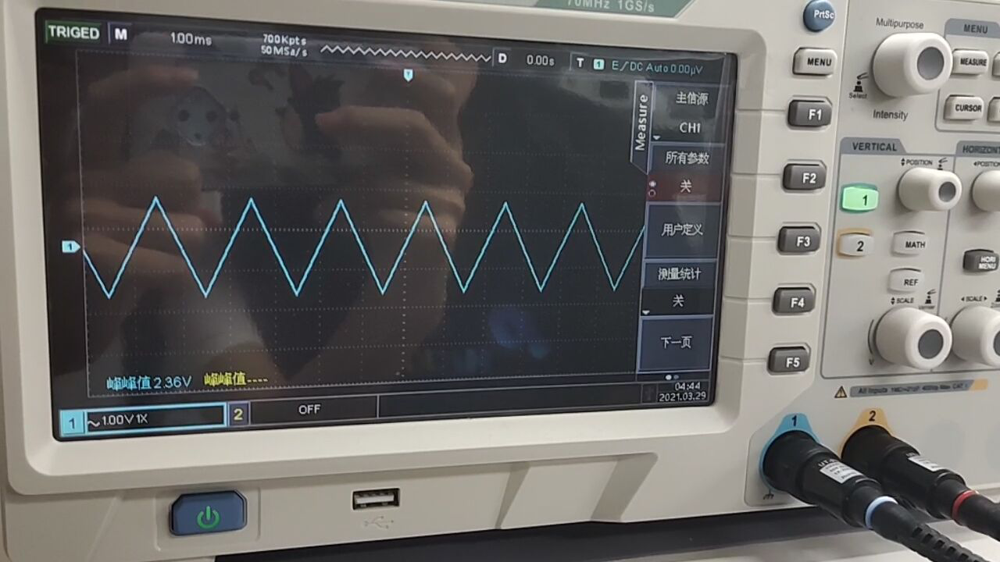 70MHz 1GS/s
TRIGED M 1.00ms
700Kpts
50MSa/s
D 0.00s
T 1 E DC Auto 0.00μV
Measure
主信源
CH1
所有参数
关
用户定义
测量统计
关
下一页
1
峰峰值 2.36V 峰峰值 ----
1 1.00V 1X
2 OFF
04:44
2021.03.29
PrtSc
MENU
F1
F2
F3
F4
F5
Multipurpose
Select
Intensity
MENU
MEASURE
CURSOR
VERTICAL
POSITION
1
2
MATH
REF
SCALE
HORI MENU
SCALE
1
2